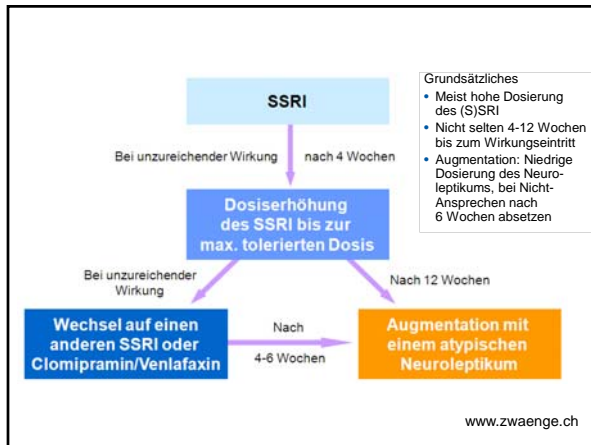 SSRI
Bei unzureichender Wirkung
nach 4 Wochen
Dosiserhöhung
des SSRI bis zur
max. tolerierten Dosis
Bei unzureichender
Wirkung
Nach 12 Wochen
Wechsel auf einen
anderen SSRI oder
Clomipramin/Venlafaxin
Nach
4-6 Wochen
Augmentation mit
einem atypischen
Neuroleptikum
Grundsätzliches
• Meist hohe Dosierung
des (S)SRI
• Nicht selten 4-12 Wochen
bis zum Wirkungseintritt
• Augmentation: Niedrige
Dosierung des Neuro-
leptikums, bei Nicht-
Ansprechen nach
6 Wochen absetzen
www.zwaenge.ch